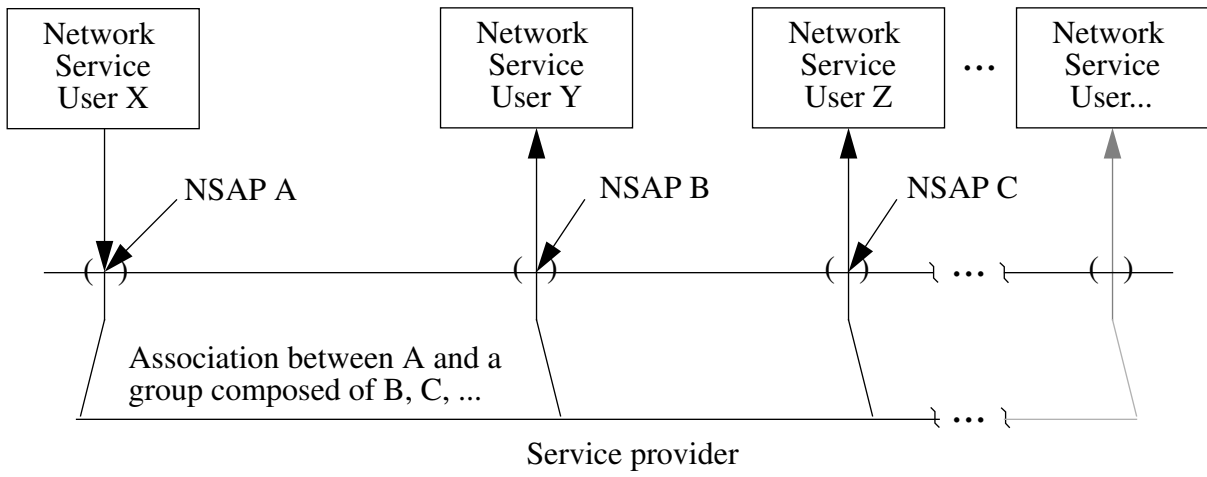 Network
Service
User X
Network
Service
User Y
Network
Service
User Z
...
Network
Service
User...
NSAP A
NSAP B
NSAP C
( )
( )
( )
...
( )
Association between A and a
group composed of B, C, ...
...
Service provider